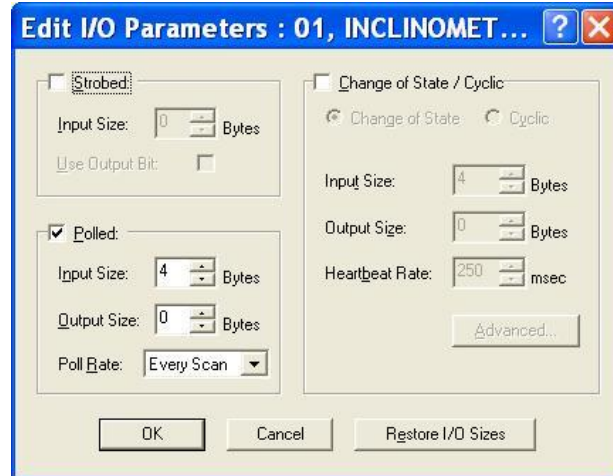 Edit I/O Parameters : 01, INCLINOMET...
Strobed:
Input Size: 0 Bytes
Use Output Bit:
Polled:
Input Size: 4 Bytes
Output Size: 0 Bytes
Poll Rate: Every Scan
Change of State / Cyclic
Change of State Cyclic
Input Size: 4 Bytes
Output Size: 0 Bytes
Heartbeat Rate: 250 msec
Advanced...
OK Cancel Restore I/O Sizes